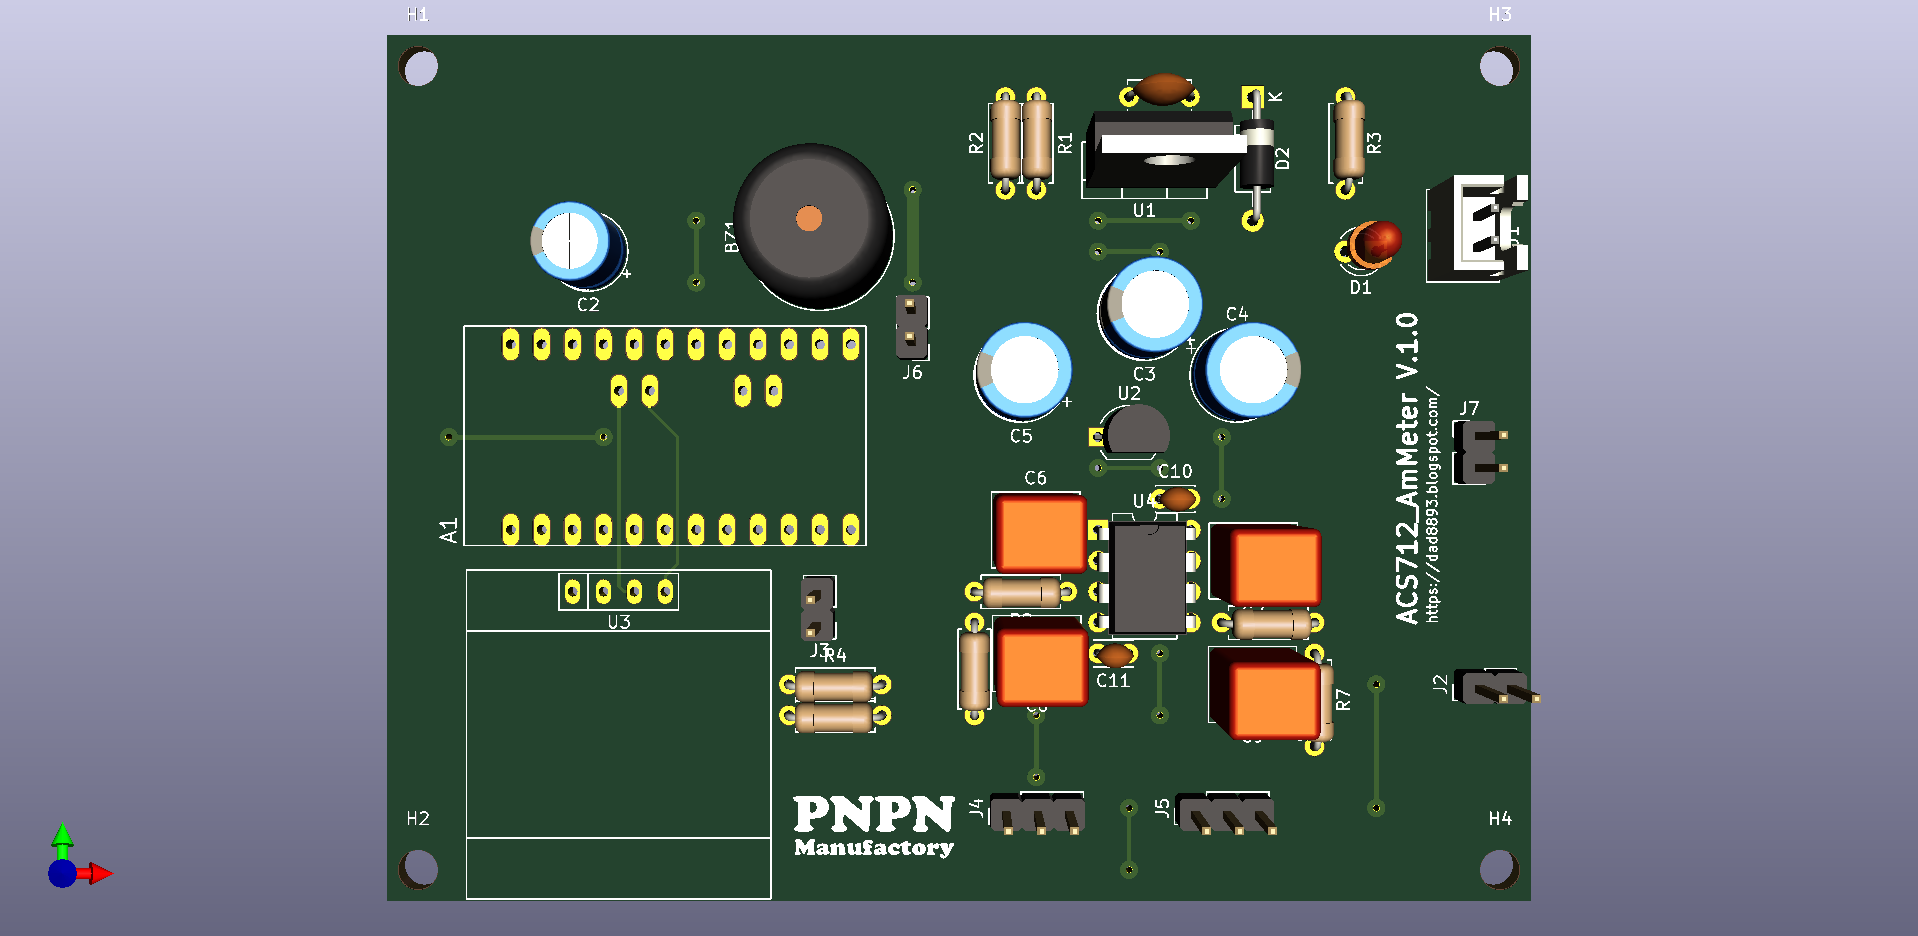 H1
H3
K
R2
R1
D2
R3
U1
BZ1
J1
C2
D1
C4
J6
C3
U2
C5
J7
ACS712_AmMeter V.1.0
https://dad8893.blogspot.com/
C10
C6
U4
A1
U3
J3
R4
C11
J2
R7
H2
PNPN
Manufactory
J4
J5
H4